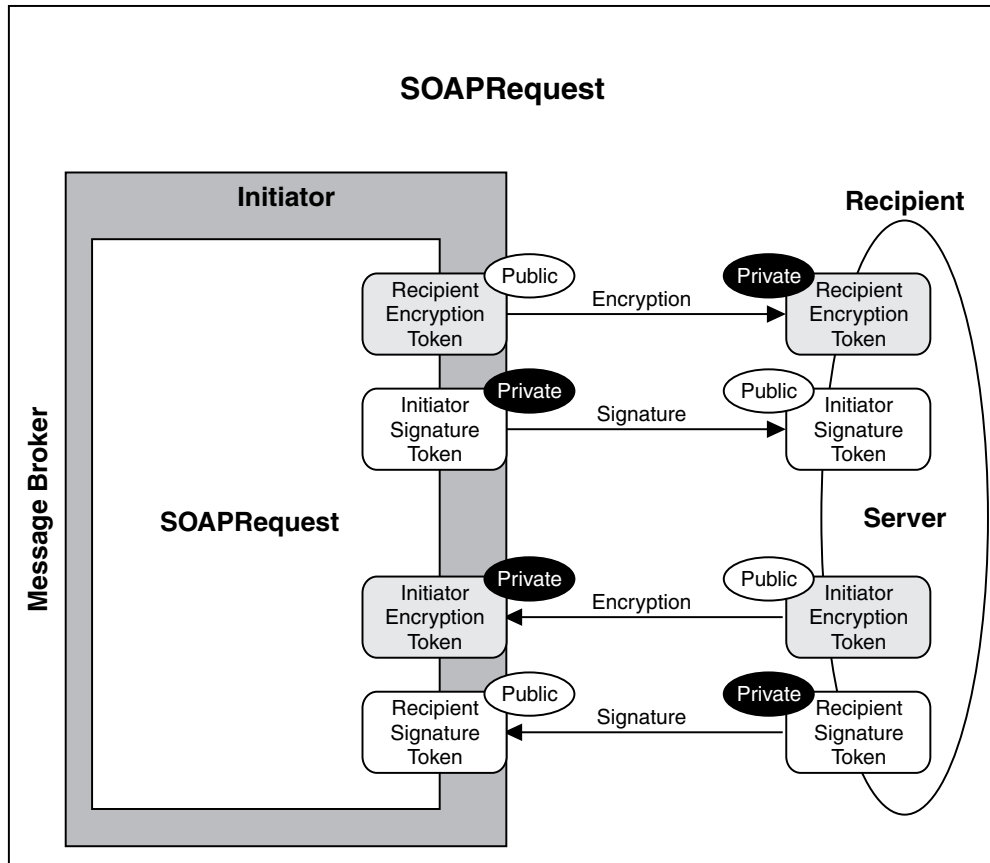 SOAPRequest
Initiator
Recipient
Public
Private
Recipient
Encryption
Token
Encryption
Recipient
Encryption
Token
Private
Public
Initiator
Signature
Token
Signature
Initiator
Signature
Token
Message Broker
SOAPRequest
Server
Private
Public
Initiator
Encryption
Token
Encryption
Initiator
Encryption
Token
Public
Private
Recipient
Signature
Token
Signature
Recipient
Signature
Token